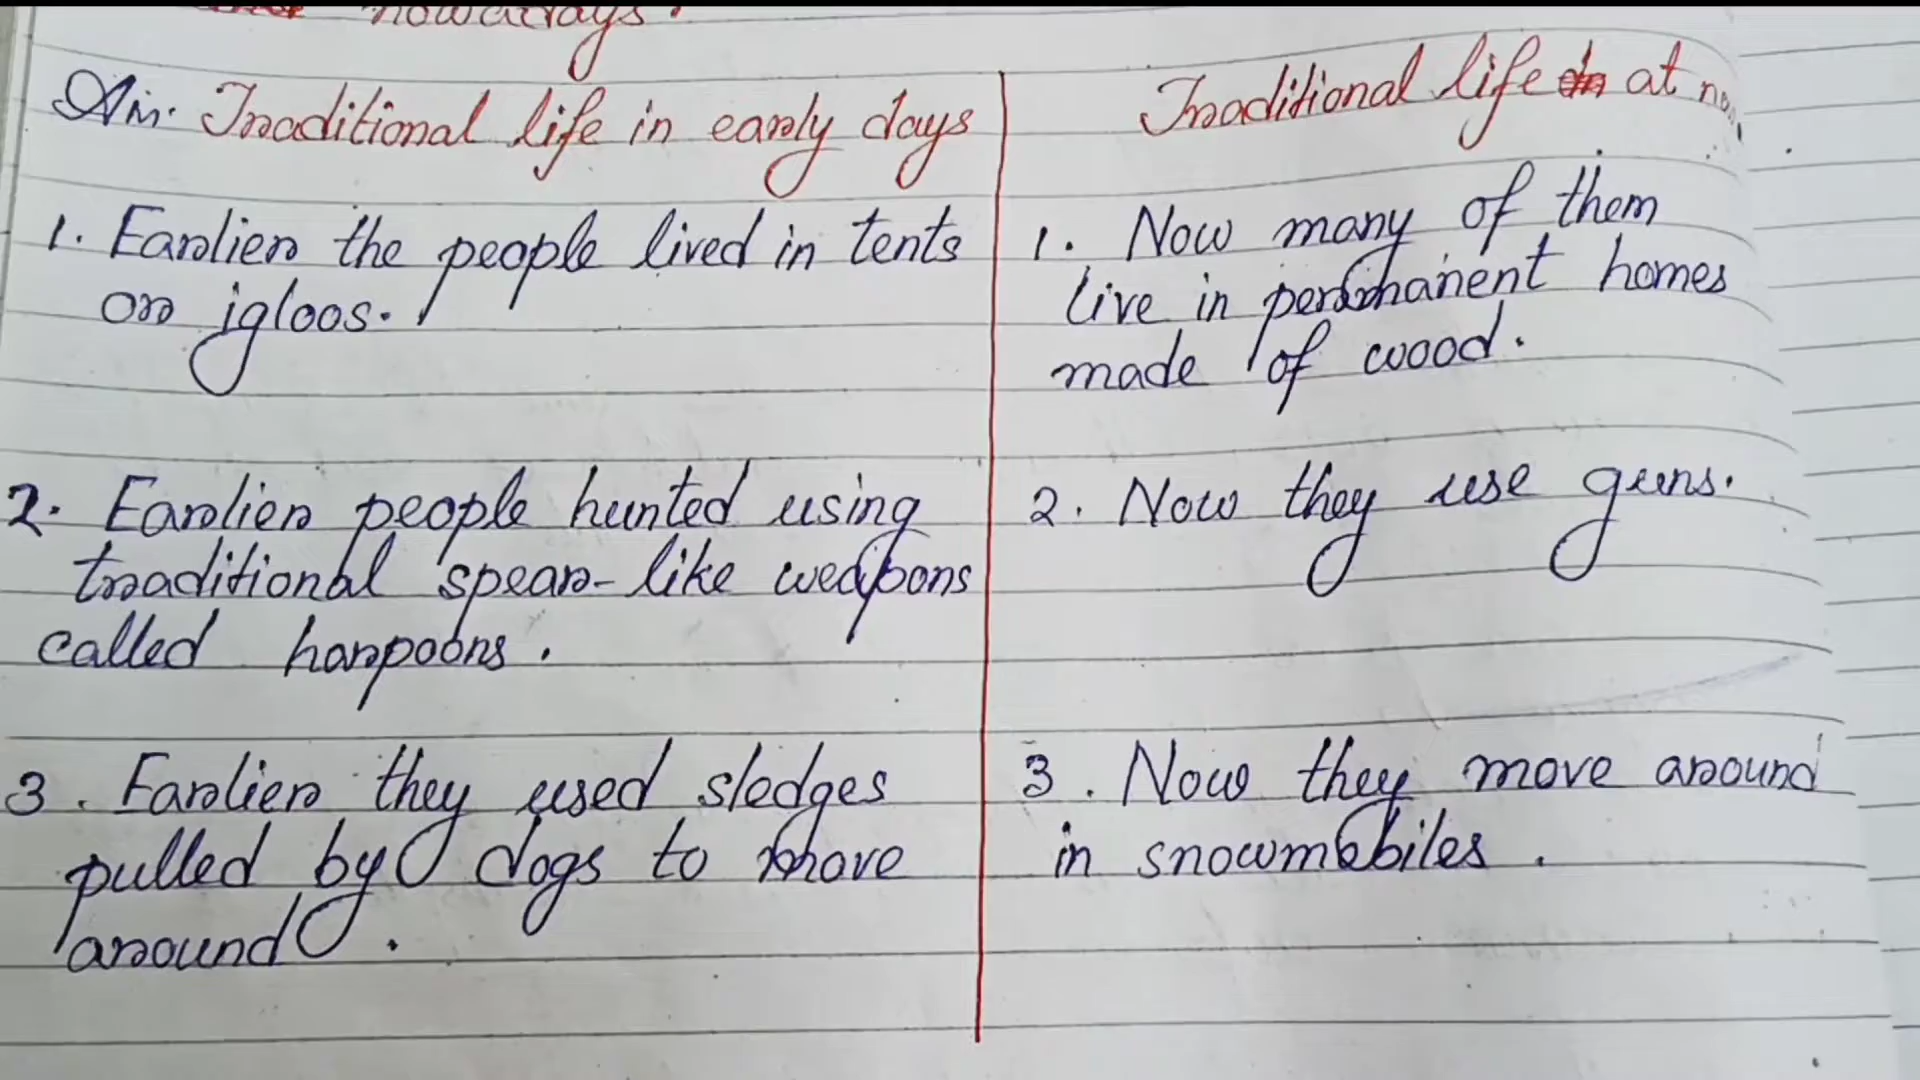 nowadays.
Ans. Traditional life in early days
1. Earlier the people lived in tents
or igloos.
2. Earlier people hunted using
traditional spear-like weapons
called harpoons.
3. Earlier they used sledges
pulled by dogs to move
around.
Traditional life at
1. Now many of them
live in permanent homes
made of wood.
2. Now they use guns.
3. Now they move around
in snowmobiles.